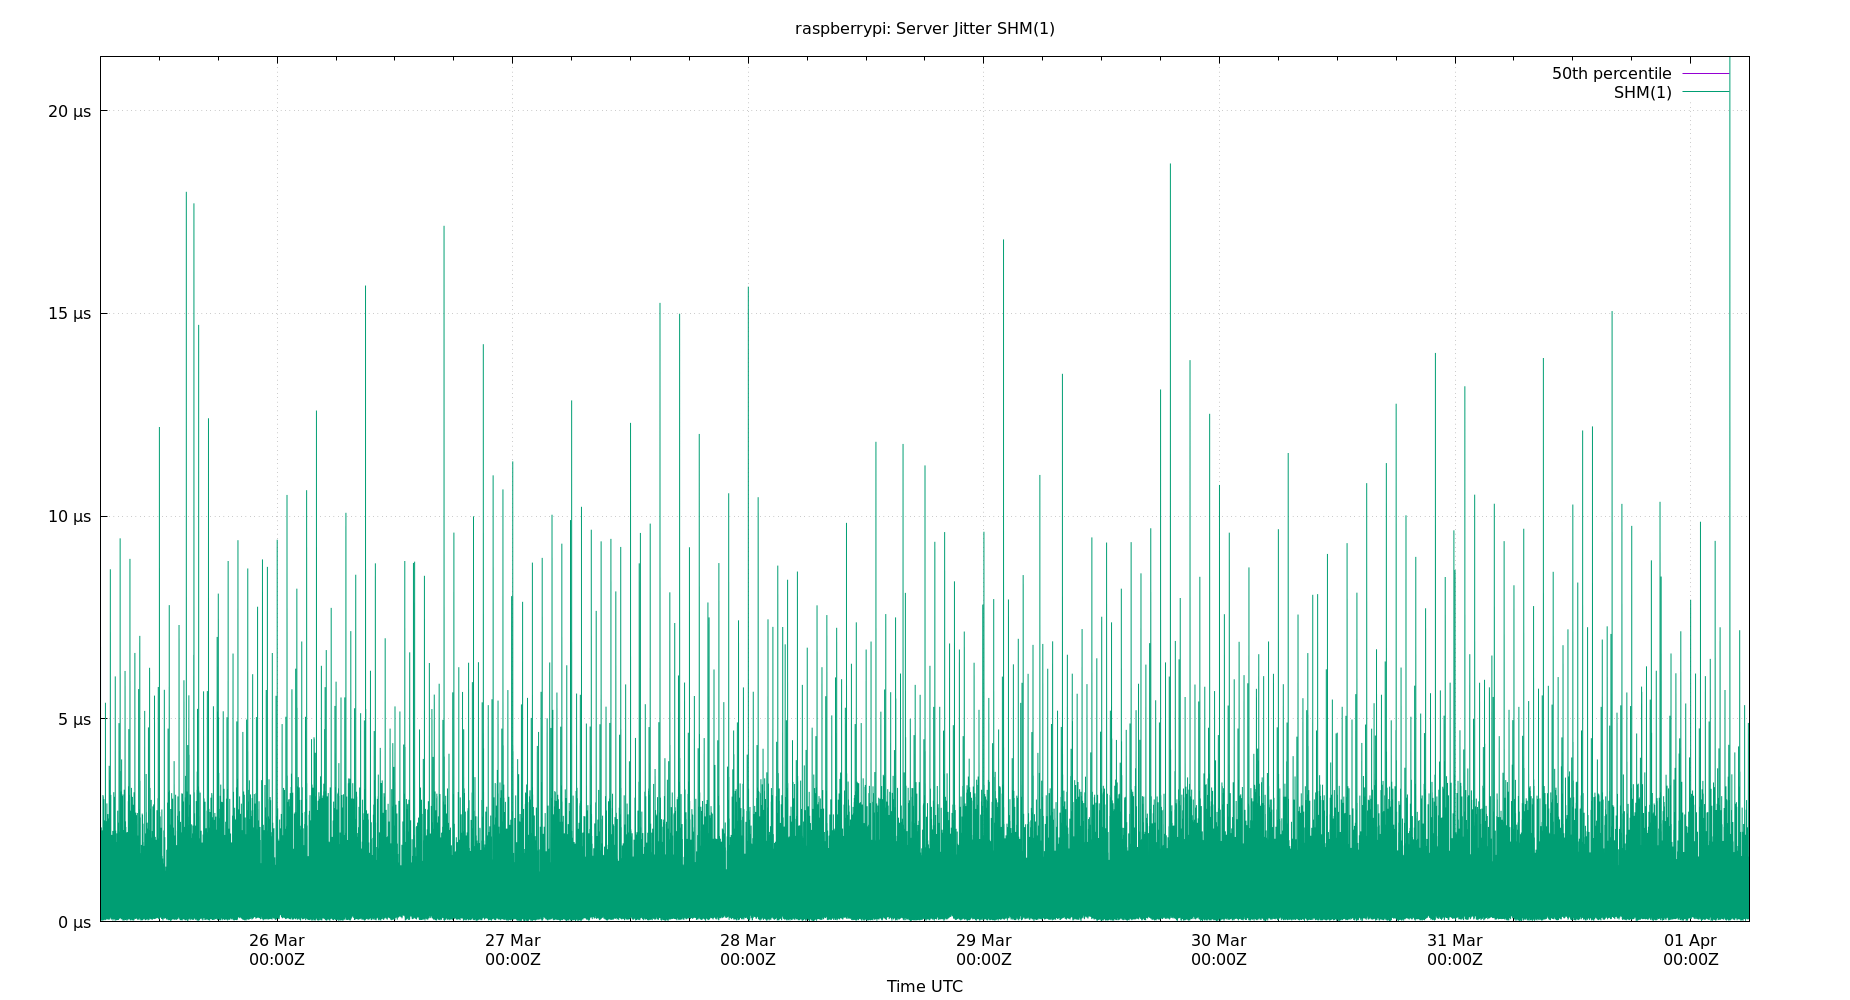 raspberrypi: Server Jitter SHM(1)
50th percentile
SHM(1)
20 μs
15 μs
10 μs
5 μs
0 μs
26 Mar 27 Mar 28 Mar 29 Mar 30 Mar 31 Mar 01 Apr
00:00Z 00:00Z 00:00Z 00:00Z 00:00Z 00:00Z 00:00Z
Time UTC